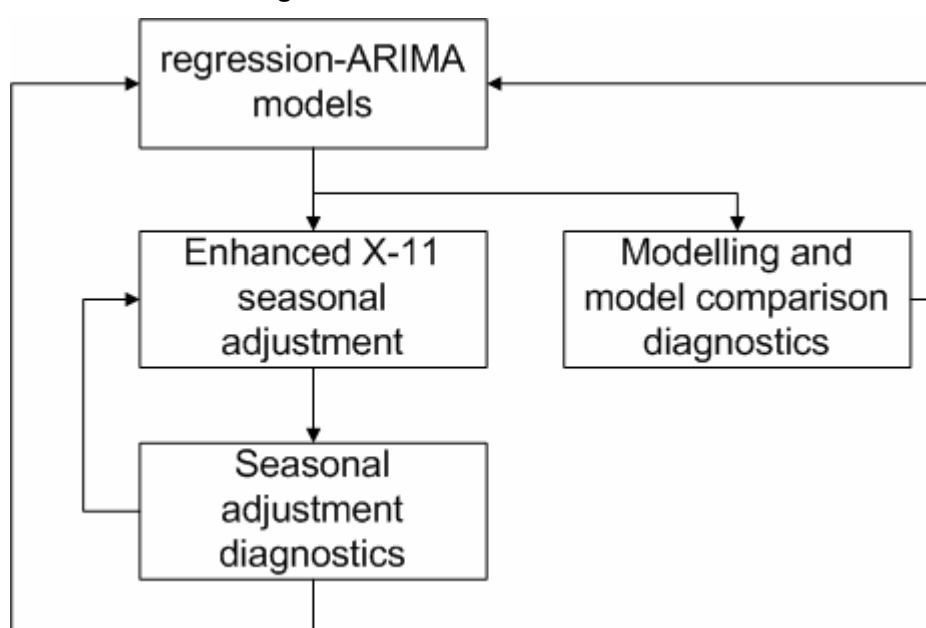 regression-ARIMA
models
Enhanced X-11
seasonal
adjustment
Modelling and
model comparison
diagnostics
Seasonal
adjustment
diagnostics